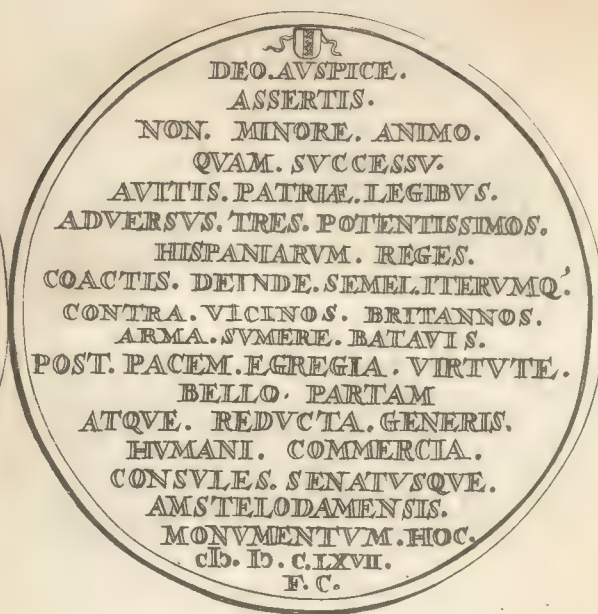 DEO.AVSPICE.
ASSERTIS.
NON. MINORE. ANIMO.
QVAM. SVCCESSV.
AVITIS. PATRIÆ. LEGIBVS.
ADVERSVS. TRES. POTENTISSIMOS.
HISPANIARVM. REGES.
COACTIS. DEINDE. SEMEL. ITERVMQ.'
CONTRA. VICINOS. BRITANNOS.
ARMA. SVMERE. BATAVIS.
POST. PACEM. EGREGIA. VIRTVTE.
BELLO. PARTAM
ATQVE. REDVCTA. GENERIS.
HVMANI. COMMERCIA.
CONSVLES. SENATVSQVE.
AMSTELODAMENSIS.
MONVMENTVM. HOC.
cIↄ. Iↄ. C.LXVII.
F. C.